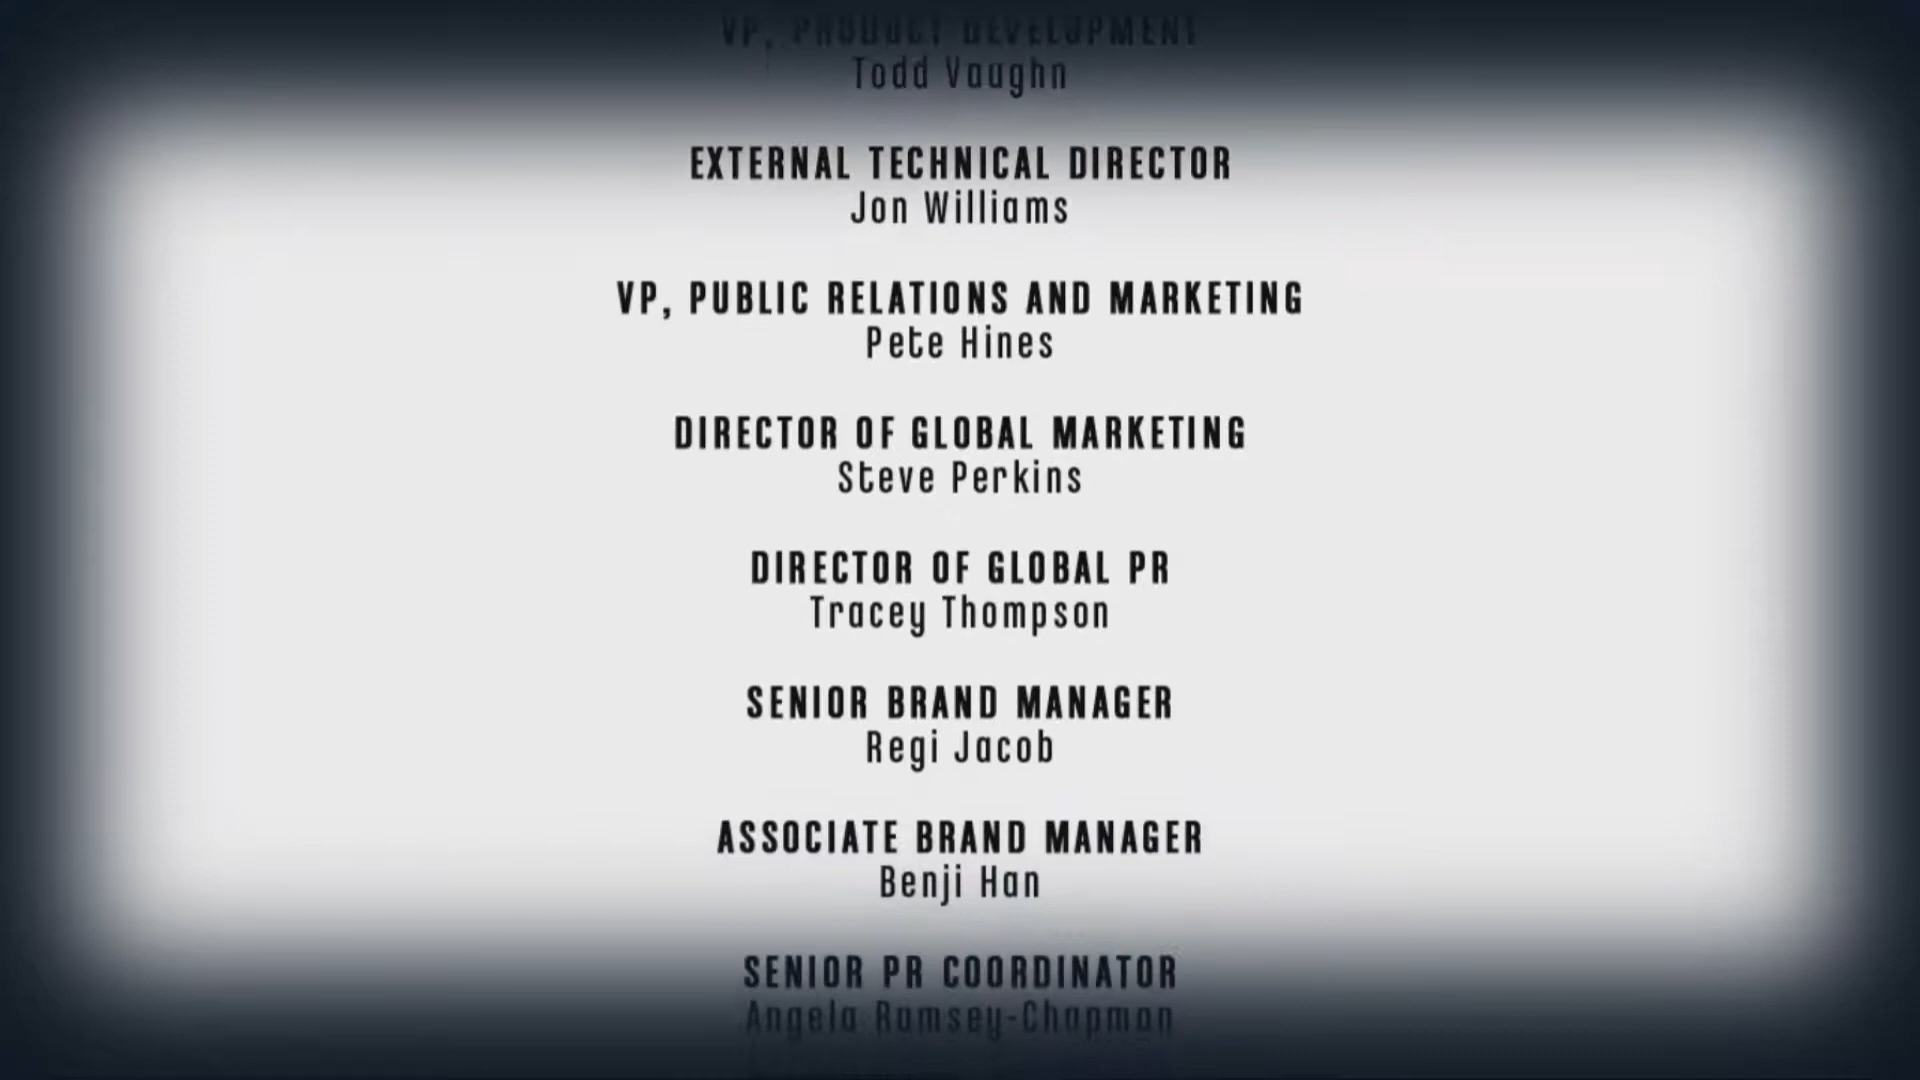 VP, PRODUCT DEVELOPMENT
Todd Vaughn
EXTERNAL TECHNICAL DIRECTOR
Jon Williams
VP, PUBLIC RELATIONS AND MARKETING
Pete Hines
DIRECTOR OF GLOBAL MARKETING
Steve Perkins
DIRECTOR OF GLOBAL PR
Tracey Thompson
SENIOR BRAND MANAGER
Regi Jacob
ASSOCIATE BRAND MANAGER
Benji Han
SENIOR PR COORDINATOR
Angela Ramsey-Chapman